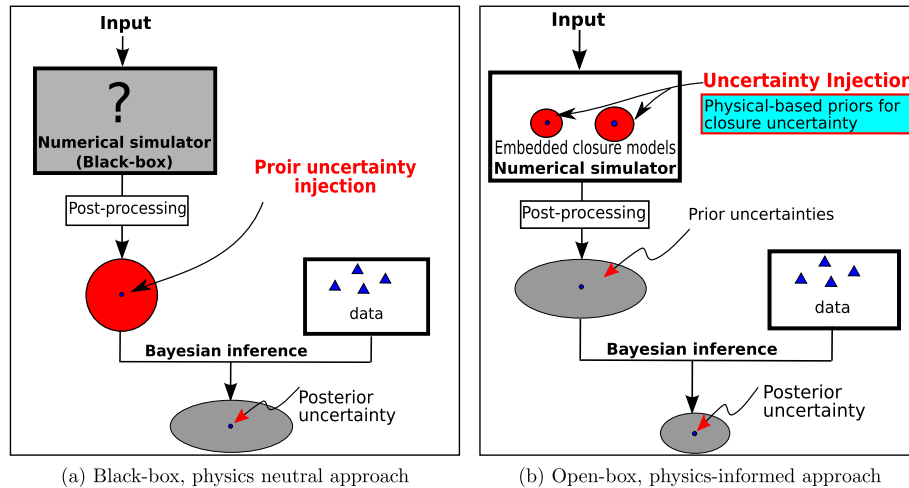 Input
?
Numerical simulator
(Black-box)
Proir uncertainty
injection
Post-processing
data
Bayesian inference
Posterior
uncertainty
(a) Black-box, physics neutral approach
Input
Uncertainty Injection
Physical-based priors for
closure uncertainty
Embedded closure models
Numerical simulator
Post-processing
Prior uncertainties
data
Bayesian inference
Posterior
uncertainty
(b) Open-box, physics-informed approach